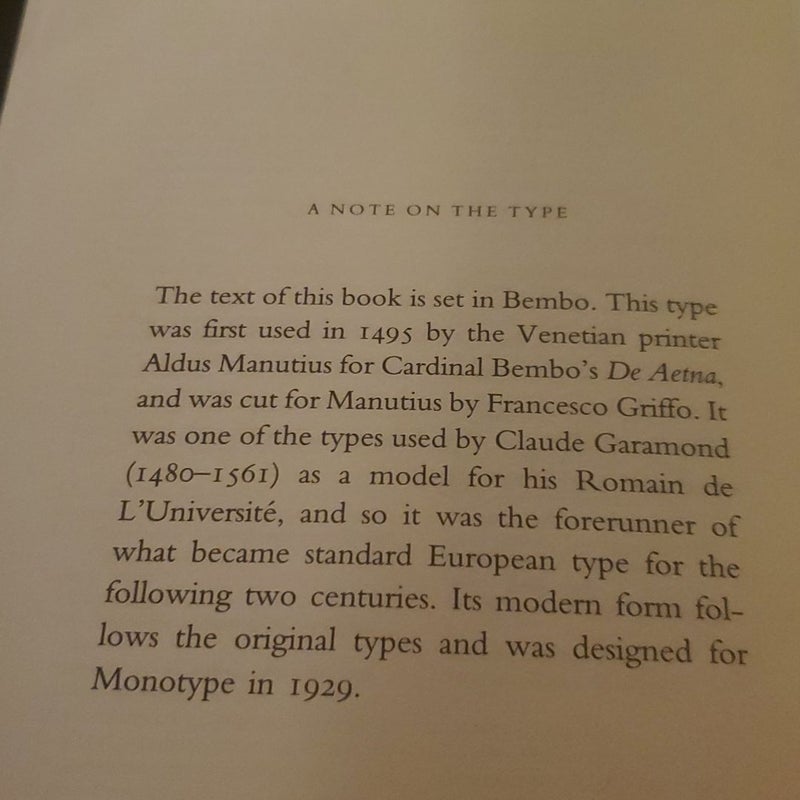 A NOTE ON THE TYPE
The text of this book is set in Bembo. This type
was first used in 1495 by the Venetian printer
Aldus Manutius for Cardinal Bembo's De Aetna,
and was cut for Manutius by Francesco Griffo. It
was one of the types used by Claude Garamond
(1480–1561) as a model for his Romain de
L'Université, and so it was the forerunner of
what became standard European type for the
following two centuries. Its modern form fol-
lows the original types and was designed for
Monotype in 1929.